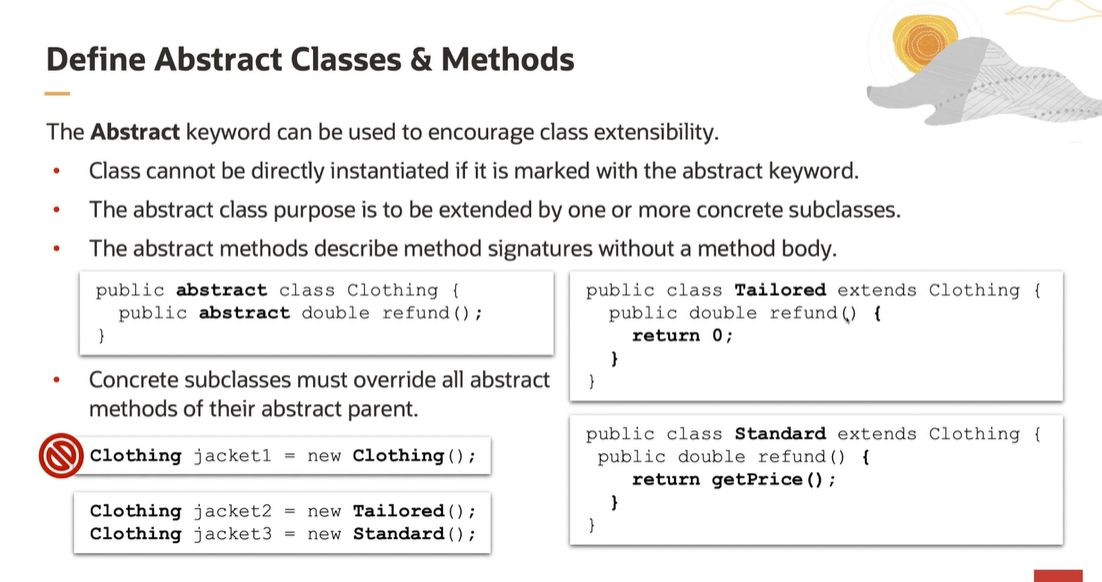 Define Abstract Classes & Methods
The Abstract keyword can be used to encourage class extensibility.
• Class cannot be directly instantiated if it is marked with the abstract keyword.
• The abstract class purpose is to be extended by one or more concrete subclasses.
• The abstract methods describe method signatures without a method body.
public abstract class Clothing {
public abstract double refund();
}
• Concrete subclasses must override all abstract
methods of their abstract parent.
Clothing jacket1 = new Clothing();
Clothing jacket2 = new Tailored();
Clothing jacket3 = new Standard();
public class Tailored extends Clothing {
public double refund() {
return 0;
}
}
public class Standard extends Clothing {
public double refund() {
return getPrice();
}
}